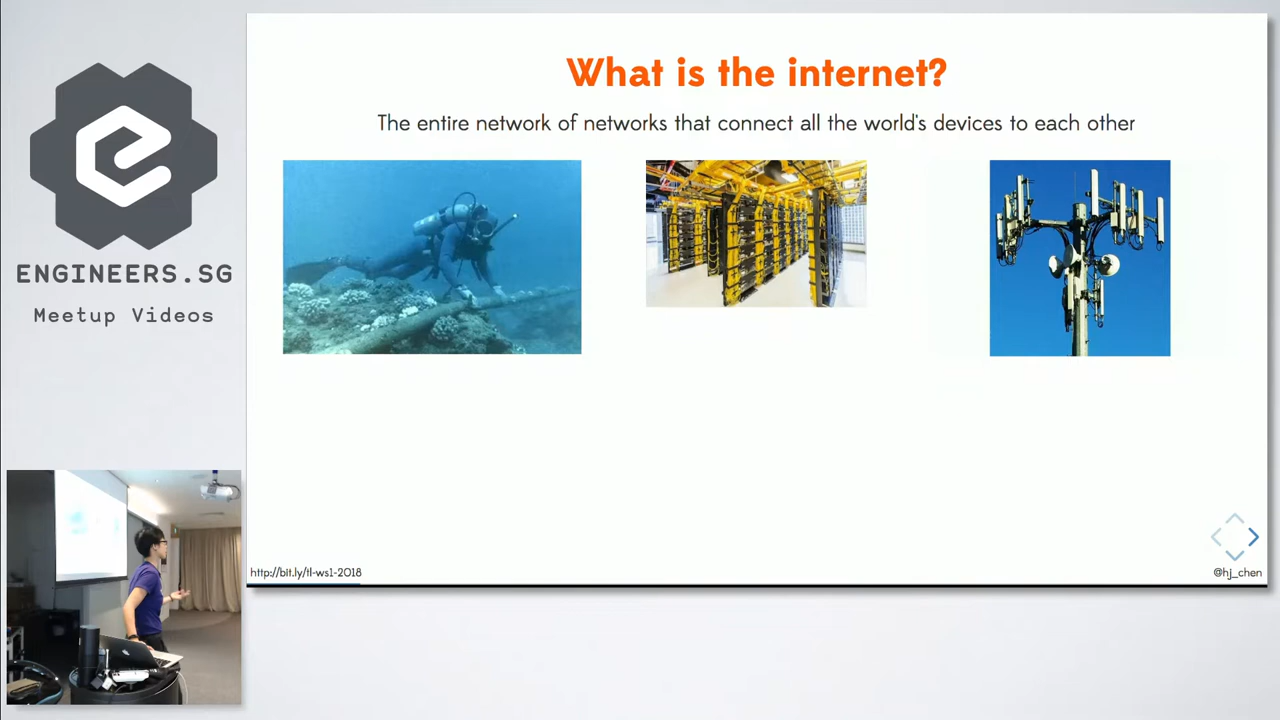 What is the internet?
The entire network of networks that connect all the world's devices to each other
ENGINEERS.SG
Meetup Videos
http://bit.ly/tl-ws1-2018
@hj_chen